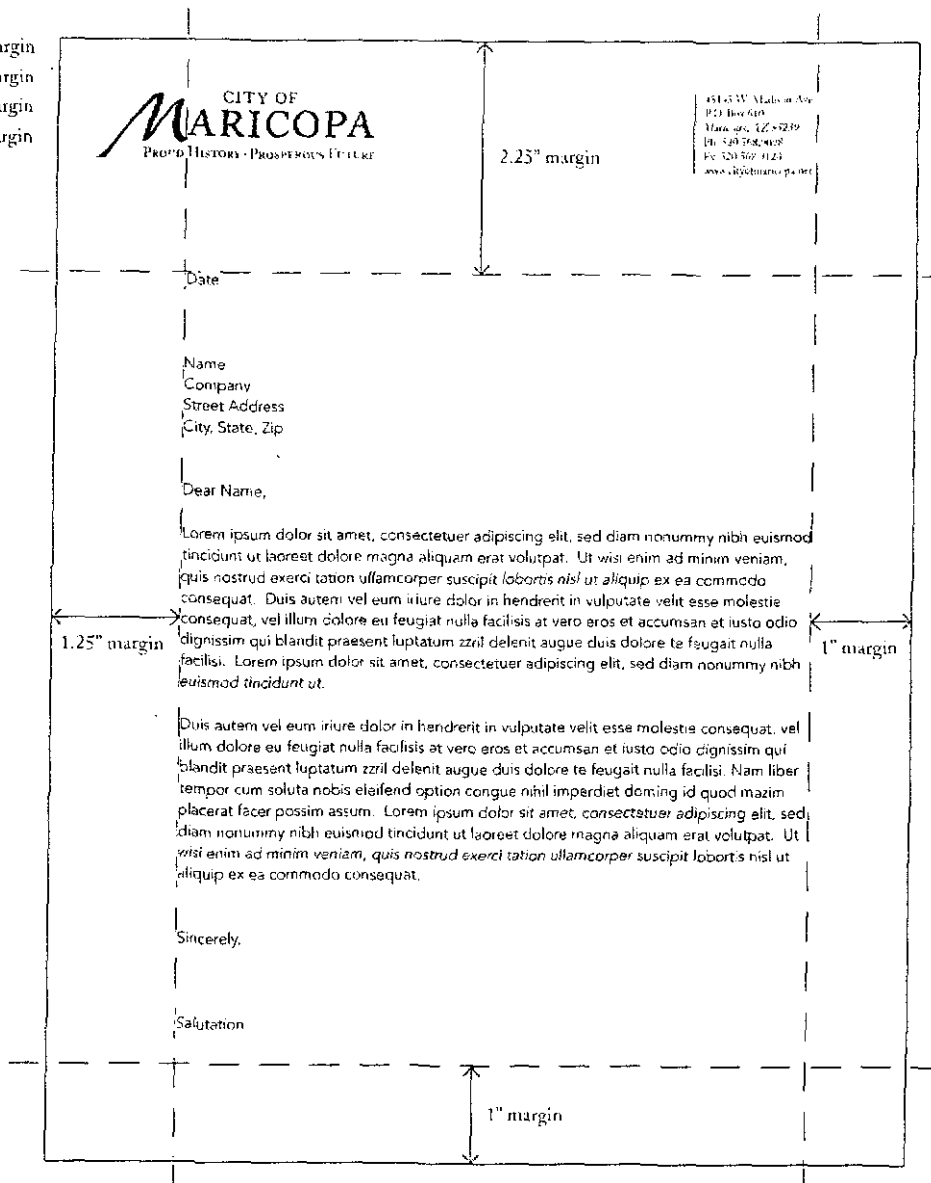 CITY OF
MARICOPA
PROUD HISTORY · PROSPEROUS FUTURE
P.O. Box 610
www.cityofmaricopa.net
2.25" margin
Date
Name
Company
Street Address
City, State, Zip
Dear Name,
Lorem ipsum dolor sit amet, consectetuer adipiscing elit, sed diam nonummy nibh euismod
tincidunt ut laoreet dolore magna aliquam erat volutpat. Ut wisi enim ad minim veniam,
quis nostrud exerci tation ullamcorper suscipit lobortis nisl ut aliquip ex ea commodo
consequat. Duis autem vel eum iriure dolor in hendrerit in vulputate velit esse molestie
consequat, vel illum dolore eu feugiat nulla facilisis at vero eros et accumsan et iusto odio
dignissim qui blandit praesent luptatum zzril delenit augue duis dolore te feugait nulla
facilisi. Lorem ipsum dolor sit amet, consectetuer adipiscing elit, sed diam nonummy nibh
euismod tincidunt ut.
1.25" margin
1" margin
Duis autem vel eum iriure dolor in hendrerit in vulputate velit esse molestie consequat, vel
illum dolore eu feugiat nulla facilisis at vero eros et accumsan et iusto odio dignissim qui
blandit praesent luptatum zzril delenit augue duis dolore te feugait nulla facilisi. Nam liber
tempor cum soluta nobis eleifend option congue nihil imperdiet doming id quod mazim
placerat facer possim assum. Lorem ipsum dolor sit amet, consectetuer adipiscing elit, sed
diam nonummy nibh euismod tincidunt ut laoreet dolore magna aliquam erat volutpat. Ut
wisi enim ad minim veniam, quis nostrud exerci tation ullamcorper suscipit lobortis nisl ut
aliquip ex ea commodo consequat.
Sincerely,
Salutation
1" margin